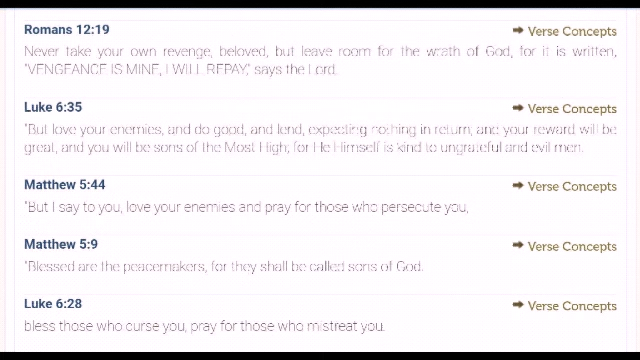 Romans 12:19 Verse Concepts
Never take your own revenge, beloved, but leave room for the wrath of God, for it is written,
"VENGEANCE IS MINE, I WILL REPAY," says the Lord.
Luke 6:35 Verse Concepts
"But love your enemies, and do good, and lend, expecting nothing in return; and your reward will be
great, and you will be sons of the Most High; for He Himself is kind to ungrateful and evil men.
Matthew 5:44 Verse Concepts
"But I say to you, love your enemies and pray for those who persecute you,
Matthew 5:9 Verse Concepts
"Blessed are the peacemakers, for they shall be called sons of God.
Luke 6:28 Verse Concepts
bless those who curse you, pray for those who mistreat you.